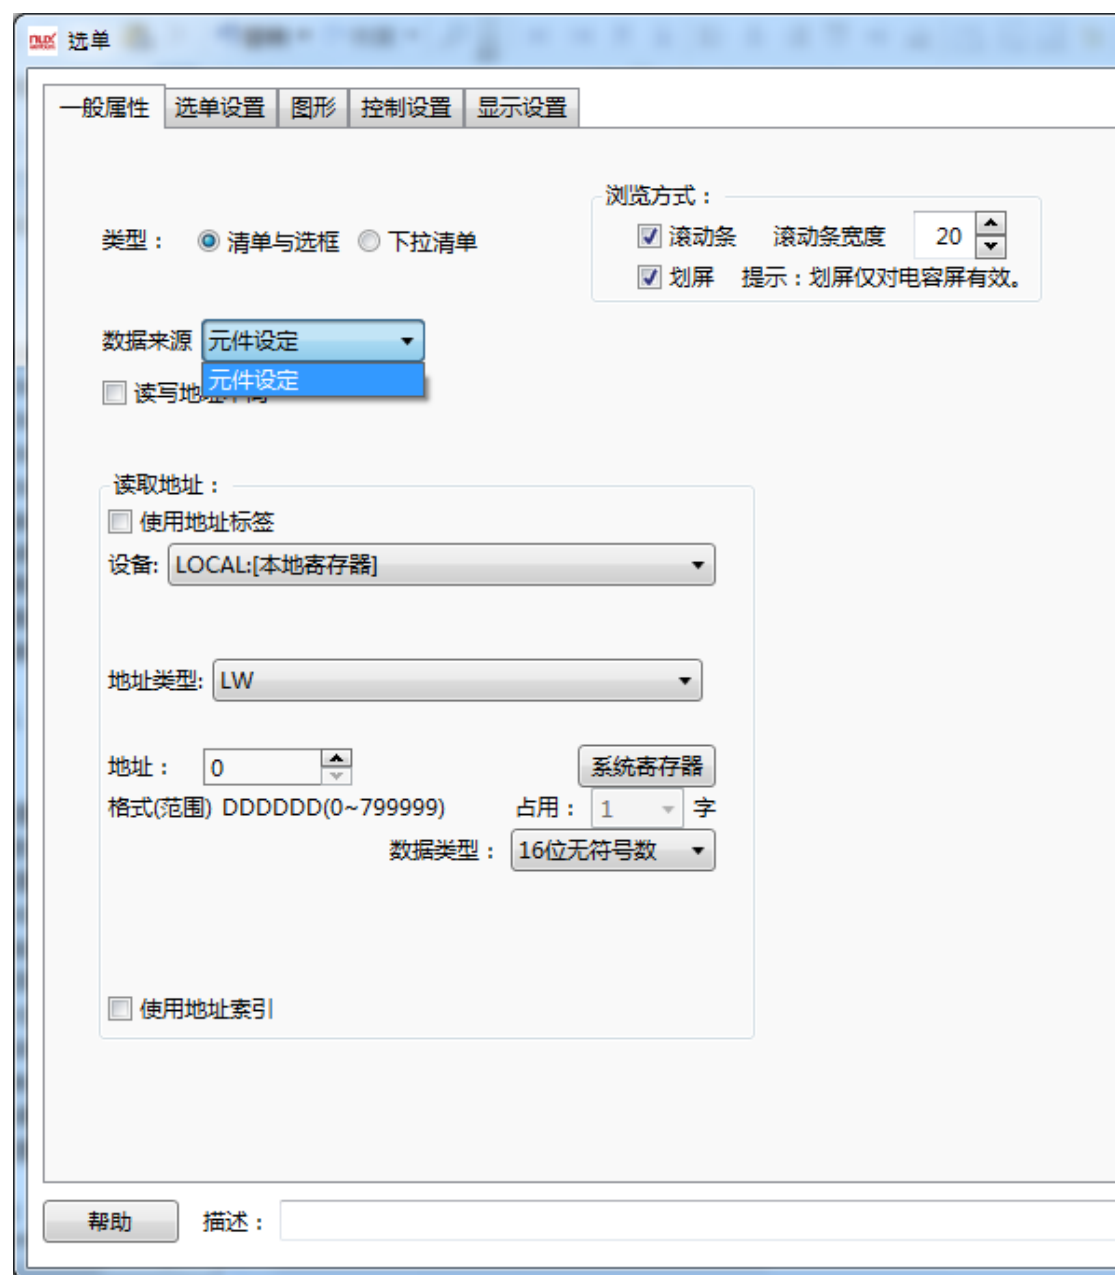 选单
一般属性 选单设置 图形 控制设置 显示设置
浏览方式：
类型： 清单与选框 下拉清单
滚动条 滚动条宽度 20
划屏 提示：划屏仅对电容屏有效。
数据来源 元件设定
元件设定
读写地
读取地址：
使用地址标签
设备: LOCAL:[本地寄存器]
地址类型: LW
地址： 0 系统寄存器
格式(范围) DDDDDD(0~799999) 占用： 1 字
数据类型： 16位无符号数
使用地址索引
帮助 描述：